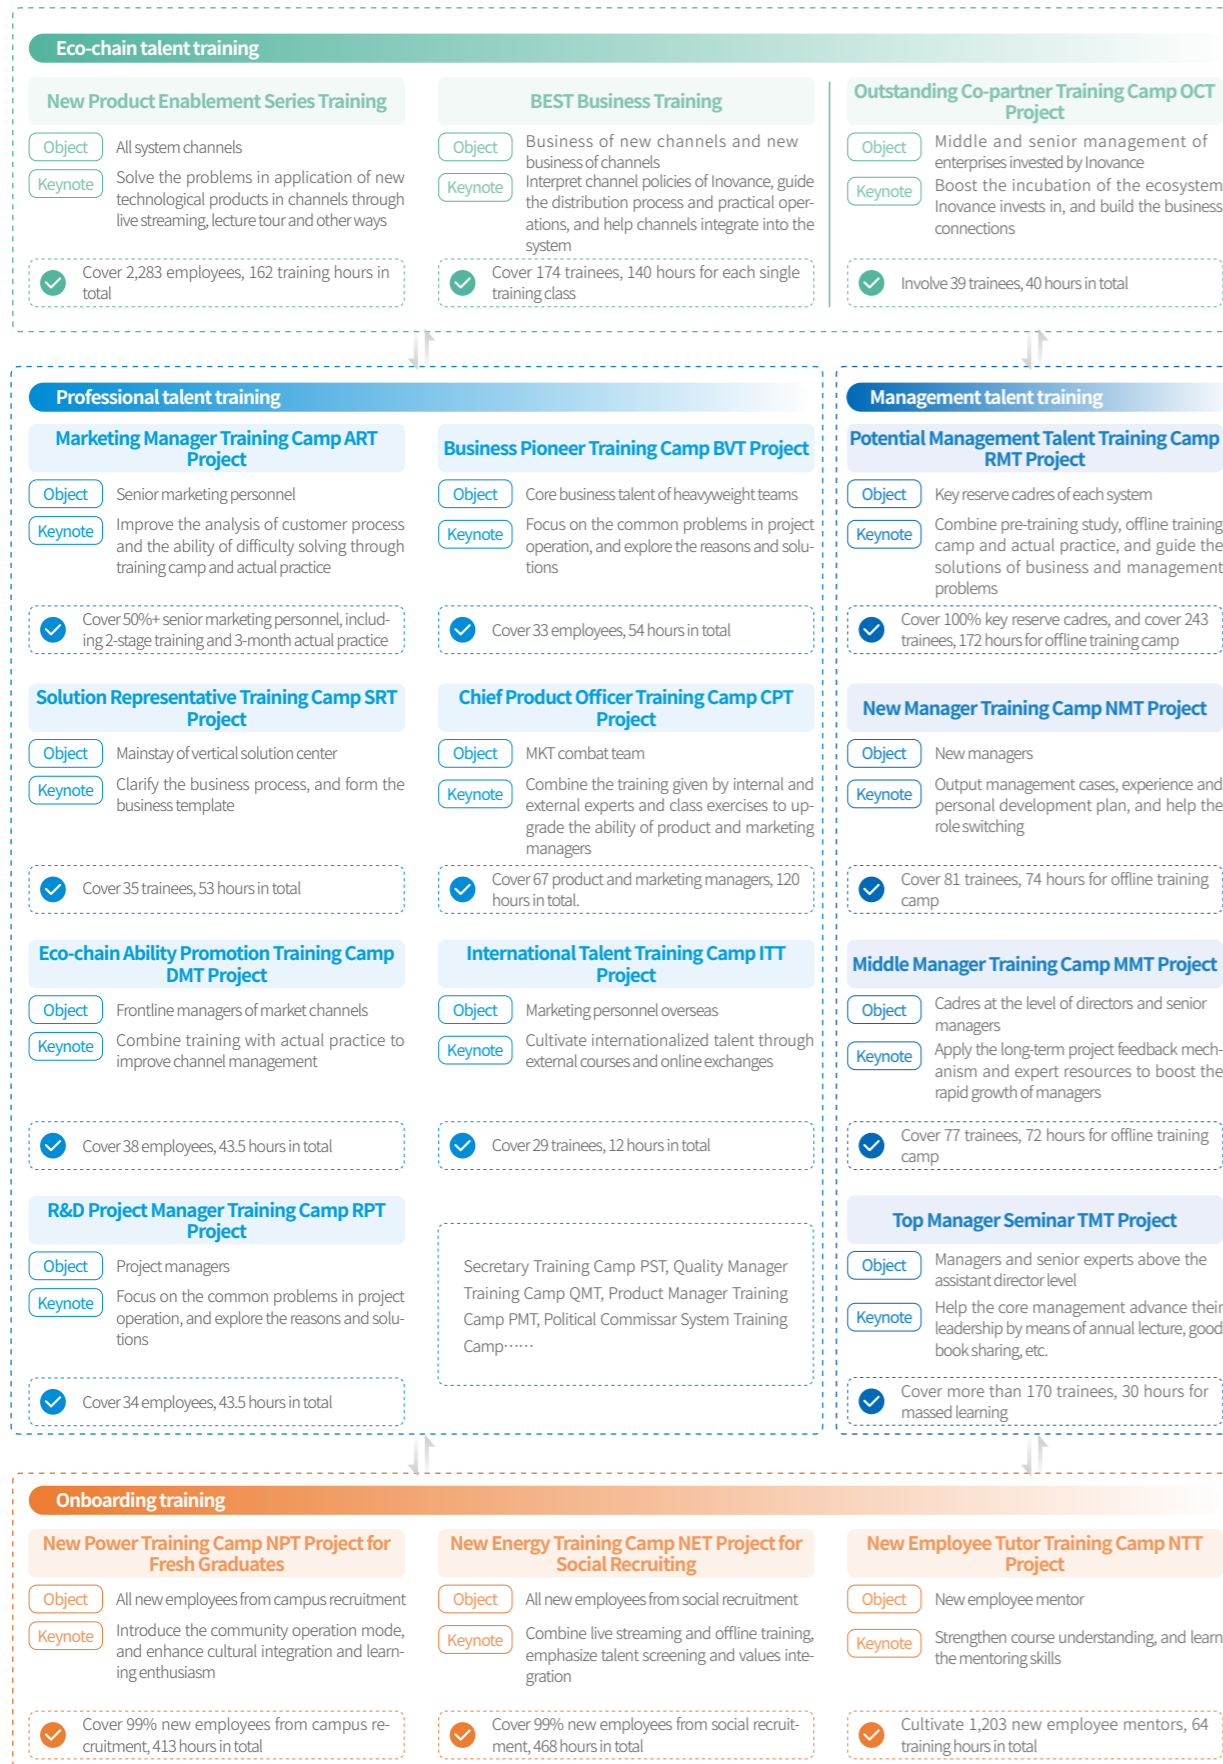 Eco-chain talent training
New Product Enablement Series Training
Object
All system channels
Keynote
Solve the problems in application of new
technological products in channels through
live streaming, lecture tour and other ways
Cover 2,283 employees, 162 training hours in
total
BEST Business Training
Object
Business of new channels and new
business of channels
Keynote
Interpret channel policies of Inovance, guide
the distribution process and practical oper-
ations, and help channels integrate into the
system
Cover 174 trainees, 140 hours for each single
training class
Outstanding Co-partner Training Camp OCT
Project
Object
Middle and senior management of
enterprises invested by Inovance
Keynote
Boost the incubation of the ecosystem
Inovance invests in, and build the business
connections
Involve 39 trainees, 40 hours in total
Professional talent training
Marketing Manager Training Camp ART
Project
Object
Senior marketing personnel
Keynote
Improve the analysis of customer process
and the ability of difficulty solving through
training camp and actual practice
Cover 50%+ senior marketing personnel, includ-
ing 2-stage training and 3-month actual practice
Business Pioneer Training Camp BVT Project
Object
Core business talent of heavyweight teams
Keynote
Focus on the common problems in project
operation, and explore the reasons and solu-
tions
Cover 33 employees, 54 hours in total
Solution Representative Training Camp SRT
Project
Object
Mainstay of vertical solution center
Keynote
Clarify the business process, and form the
business template
Cover 35 trainees, 53 hours in total
Chief Product Officer Training Camp CPT
Project
Object
MKT combat team
Keynote
Combine the training given by internal and
external experts and class exercises to up-
grade the ability of product and marketing
managers
Cover 67 product and marketing managers, 120
hours in total.
Eco-chain Ability Promotion Training Camp
DMT Project
Object
Frontline managers of market channels
Keynote
Combine training with actual practice to
improve channel management
Cover 38 employees, 43.5 hours in total
International Talent Training Camp ITT
Project
Object
Marketing personnel overseas
Keynote
Cultivate internationalized talent through
external courses and online exchanges
Cover 29 trainees, 12 hours in total
R&D Project Manager Training Camp RPT
Project
Object
Project managers
Keynote
Focus on the common problems in project
operation, and explore the reasons and solu-
tions
Cover 34 employees, 43.5 hours in total
Secretary Training Camp PST, Quality Manager
Training Camp QMT, Product Manager Training
Camp PMT, Political Commissar System Training
Camp······
Management talent training
Potential Management Talent Training Camp
RMT Project
Object
Key reserve cadres of each system
Keynote
Combine pre-training study, offline training
camp and actual practice, and guide the
solutions of business and management
problems
Cover 100% key reserve cadres, and cover 243
trainees, 172 hours for offline training camp
New Manager Training Camp NMT Project
Object
New managers
Keynote
Output management cases, experience and
personal development plan, and help the
role switching
Cover 81 trainees, 74 hours for offline training
camp
Middle Manager Training Camp MMT Project
Object
Cadres at the level of directors and senior
managers
Keynote
Apply the long-term project feedback mech-
anism and expert resources to boost the
rapid growth of managers
Cover 77 trainees, 72 hours for offline training
camp
Top Manager Seminar TMT Project
Object
Managers and senior experts above the
assistant director level
Keynote
Help the core management advance their
leadership by means of annual lecture, good
book sharing, etc.
Cover more than 170 trainees, 30 hours for
massed learning
Onboarding training
New Power Training Camp NPT Project for
Fresh Graduates
Object
All new employees from campus recruitment
Keynote
Introduce the community operation mode,
and enhance cultural integration and learn-
ing enthusiasm
Cover 99% new employees from campus re-
cruitment, 413 hours in total
New Energy Training Camp NET Project for
Social Recruiting
Object
All new employees from social recruitment
Keynote
Combine live streaming and offline training,
emphasize talent screening and values inte-
gration
Cover 99% new employees from social recruit-
ment, 468 hours in total
New Employee Tutor Training Camp NTT
Project
Object
New employee mentor
Keynote
Strengthen course understanding, and learn
the mentoring skills
Cultivate 1,203 new employee mentors, 64
training hours in total